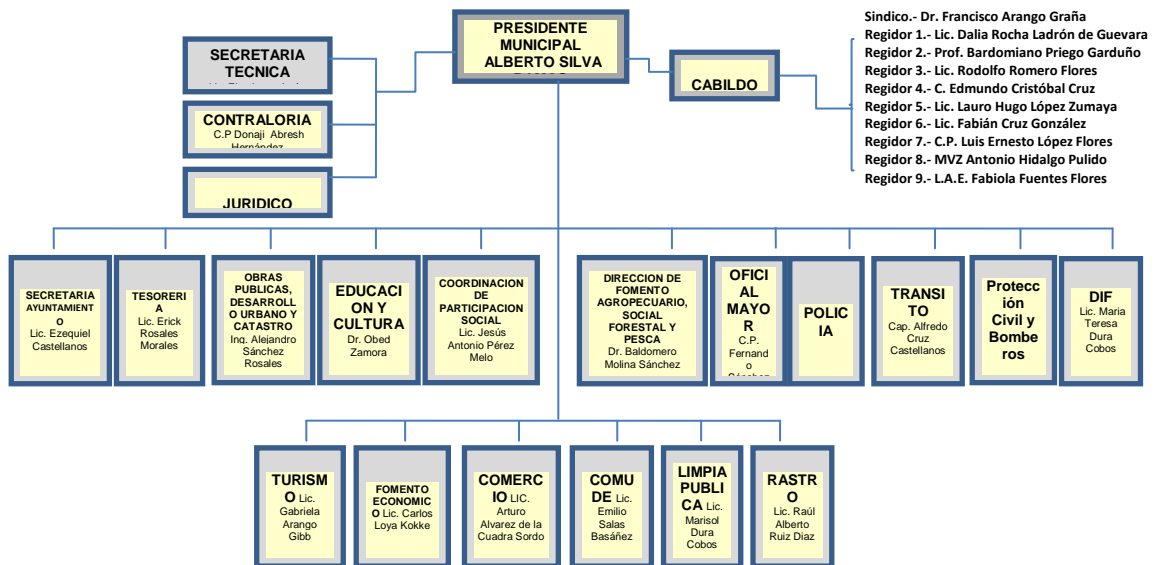 PRESIDENTE
MUNICIPAL
ALBERTO SILVA
SECRETARIA
TECNICA
CONTRALORIA
C.P Donaji Abresh
Hernández
JURIDICO
CABILDO
Sindico.- Dr. Francisco Arango Graña
Regidor 1.- Lic. Dalia Rocha Ladrón de Guevara
Regidor 2.- Prof. Bardomiano Priego Garduño
Regidor 3.- Lic. Rodolfo Romero Flores
Regidor 4.- C. Edmundo Cristóbal Cruz
Regidor 5.- Lic. Lauro Hugo López Zumaya
Regidor 6.- Lic. Fabián Cruz González
Regidor 7.- C.P. Luis Ernesto López Flores
Regidor 8.- MVZ Antonio Hidalgo Pulido
Regidor 9.- L.A.E. Fabiola Fuentes Flores
SECRETARIA
AYUNTAMIENT
O
Lic. Ezequiel
Castellanos
TESORERI
A
Lic. Erick
Rosales
Morales
OBRAS
PUBLICAS,
DESARROLL
O URBANO Y
CATASTRO
Ing. Alejandro
Sánchez
Rosales
EDUCACI
ON Y
CULTURA
Dr. Obed
Zamora
COORDINACION
DE
PARTICIPACION
SOCIAL
Lic. Jesús
Antonio Pérez
Melo
DIRECCION DE
FOMENTO
AGROPECUARIO,
SOCIAL
FORESTAL Y
PESCA
Dr. Baldomero
Molina Sánchez
OFICI
AL
MAYO
R
C.P.
Fernand
o
Sánchez
POLIC
IA
TRANSI
TO
Cap. Alfredo
Cruz
Castellanos
Protecc
ión
Civil y
Bombe
ros
DIF
Lic. Maria
Teresa
Dura
Cobos
TURISM
O Lic.
Gabriela
Arango
Gibb
FOMENTO
ECONOMIC
O Lic. Carlos
Loya Kokke
COMERC
IO LIC.
Arturo
Alvarez de la
Cuadra Sordo
COMU
DE Lic.
Emilio
Salas
Basáñez
LIMPIA
PUBLI
CA Lic.
Marisol
Dura
Cobos
RASTR
O
Lic. Raúl
Alberto
Ruiz Diaz